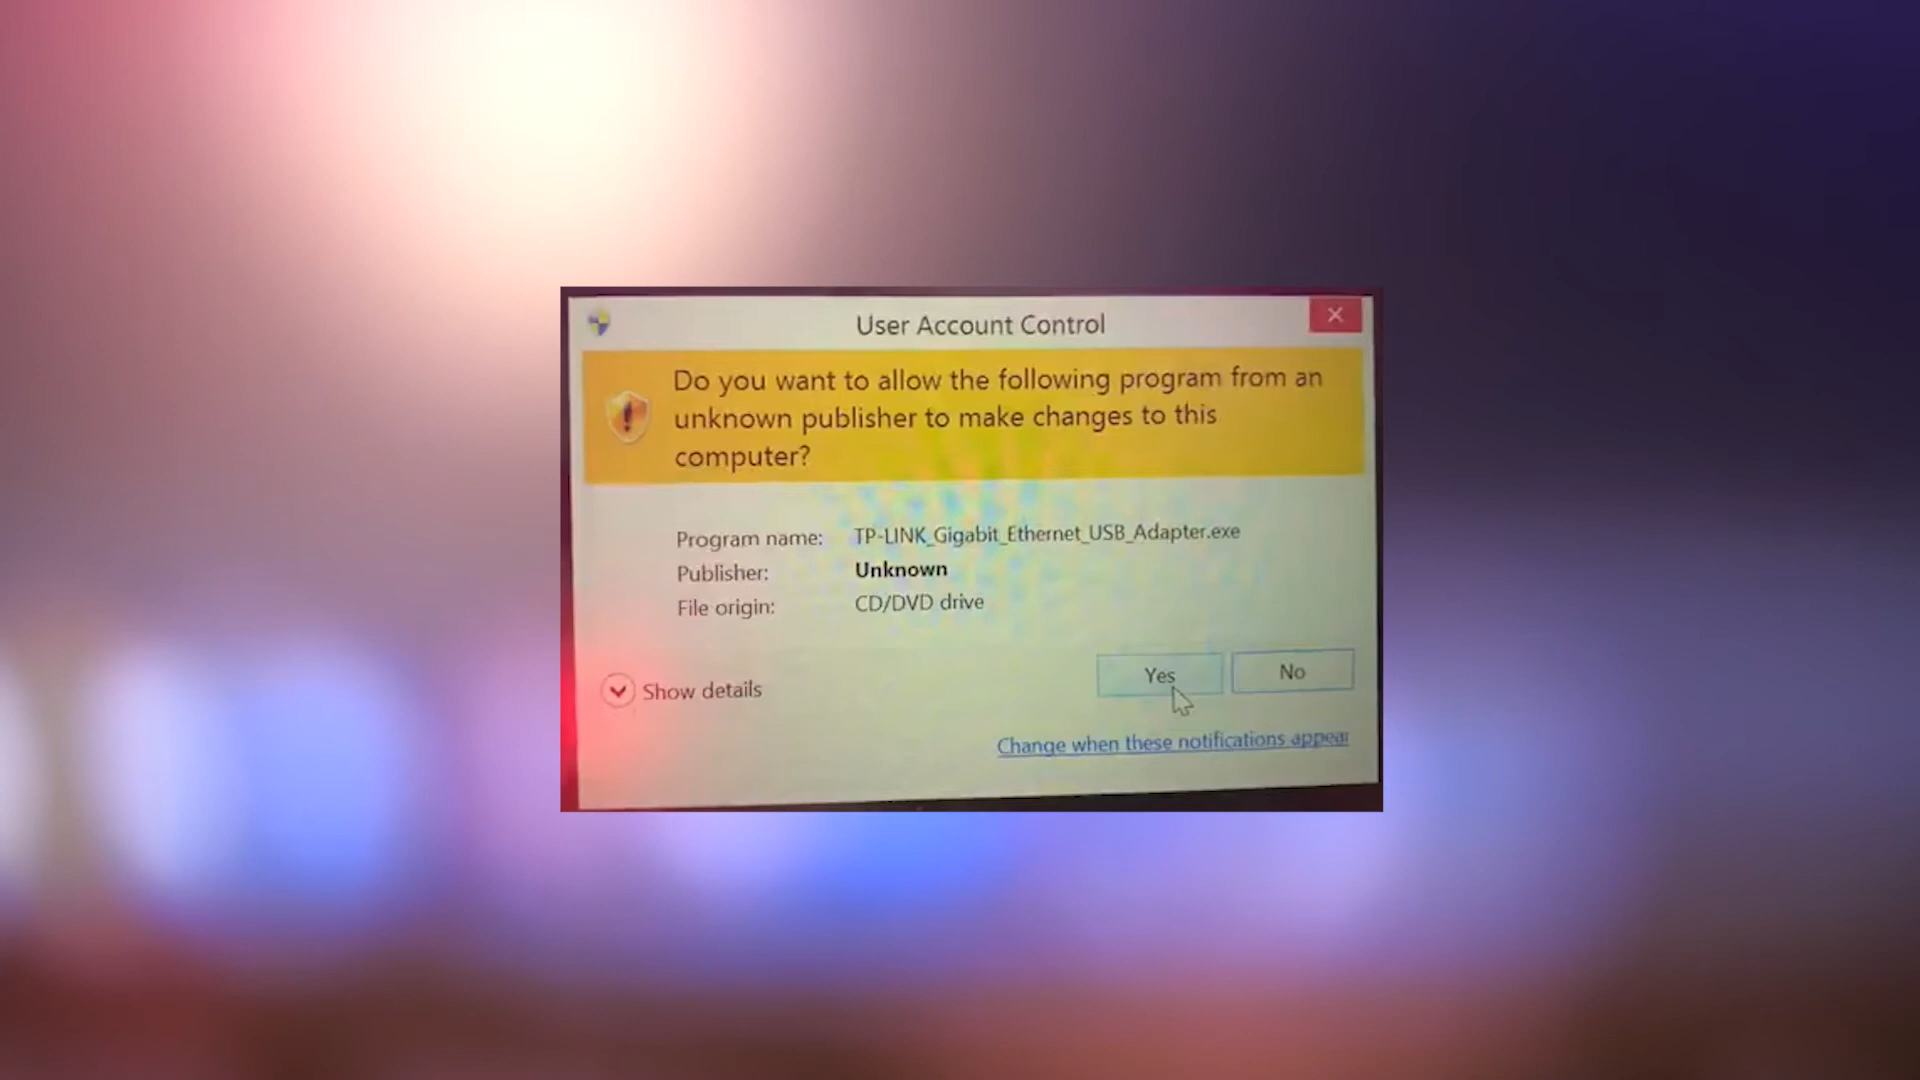 User Account Control
Do you want to allow the following program from an
unknown publisher to make changes to this
computer?
Program name: TP-LINK_Gigabit_Ethernet_USB_Adapter.exe
Publisher: Unknown
File origin: CD/DVD drive
Show details
Yes No
Change when these notifications appear